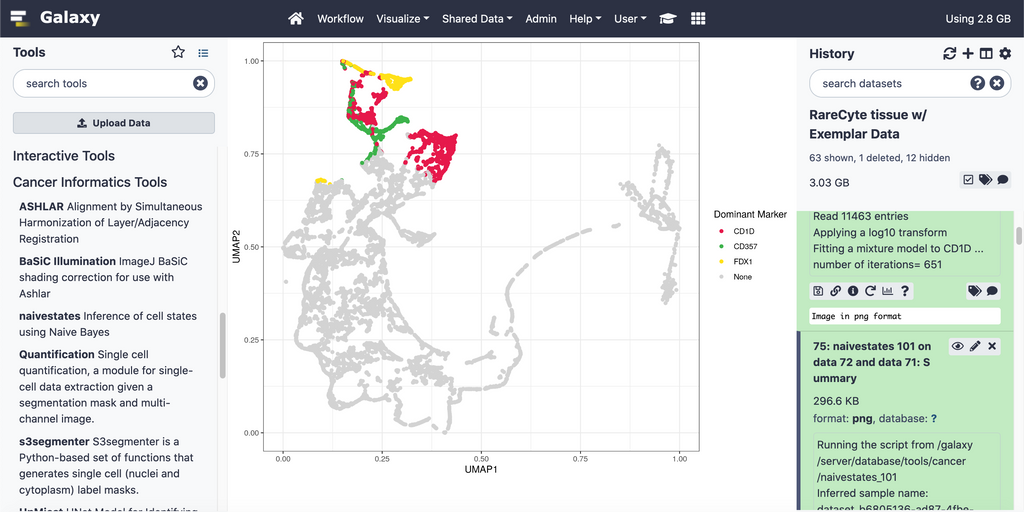 Galaxy
Workflow Visualize Shared Data Admin Help User
Using 2.8 GB
Tools
search tools
Upload Data
Interactive Tools
Cancer Informatics Tools
ASHLAR Alignment by Simultaneous
Harmonization of Layer/Adjacency
Registration
BaSiC Illumination ImageJ BaSiC
shading correction for use with
Ashlar
naivestates Inference of cell states
using Naive Bayes
Quantification Single cell
quantification, a module for single-
cell data extraction given a
segmentation mask and multi-
channel image.
s3segmenter S3segmenter is a
Python-based set of functions that
generates single cell (nuclei and
cytoplasm) label masks.
UMAP2
1.00
0.75
0.50
0.25
0.00
0.00 0.25 0.50 0.75 1.00
UMAP1
Dominant Marker
CD1D
CD357
FDX1
None
History
search datasets
RareCyte tissue w/
Exemplar Data
63 shown, 1 deleted, 12 hidden
3.03 GB
Read 11463 entries
Applying a log10 transform
Fitting a mixture model to CD1D ...
number of iterations= 651
Image in png format
75: naivestates 101 on
data 72 and data 71: S
ummary
296.6 KB
format: png, database: ?
Running the script from /galaxy
/server/database/tools/cancer
/naivestates_101
Inferred sample name: